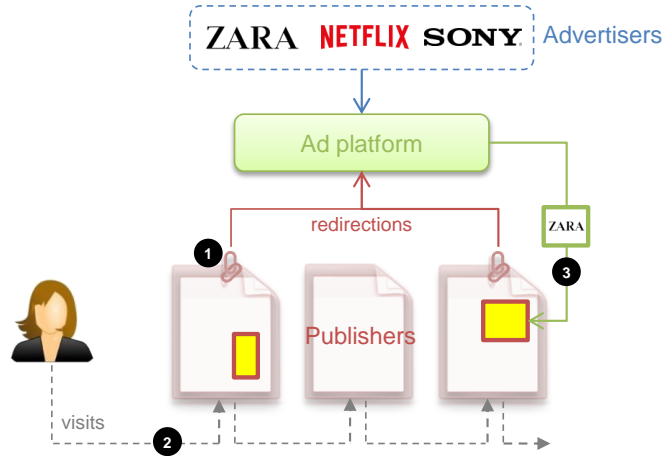 ZARA NETFLIX SONY Advertisers
Ad platform
redirections
ZARA
1
3
Publishers
visits
2